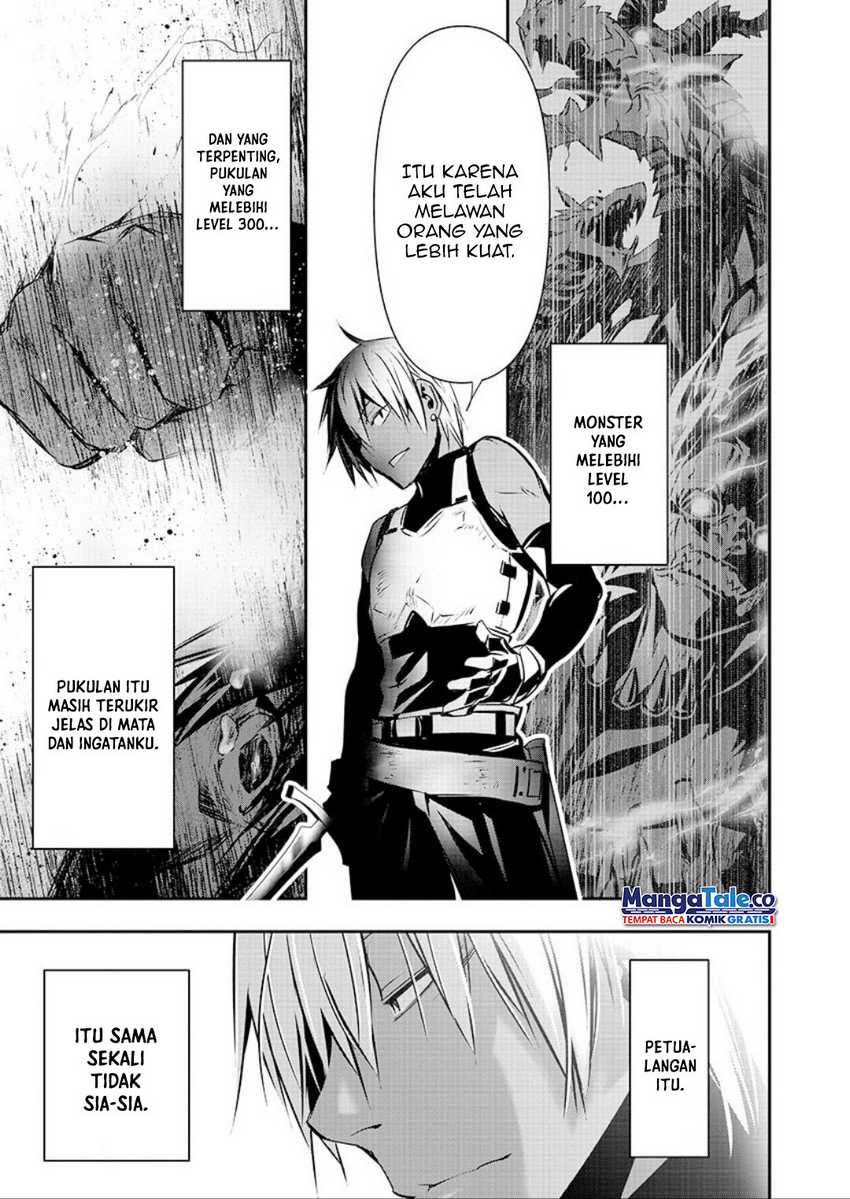 ITU KARENA
AKU TELAH
MELAWAN
ORANG YANG
LEBIH KUAT.
MONSTER
YANG
MELEBIHI
LEVEL
100...
DAN YANG
TERPENTING,
PUKULAN
YANG
MELEBIHI
LEVEL 300...
PUKULAN ITU
MASIH TERUKIR
JELAS DI MATA
DAN INGATANKU.
MangaTale.co
TEMPAT BACA KOMIK GRATIS!
PETUA-
LANGAN
ITU.
ITU SAMA
SEKALI
TIDAK
SIA-SIA.